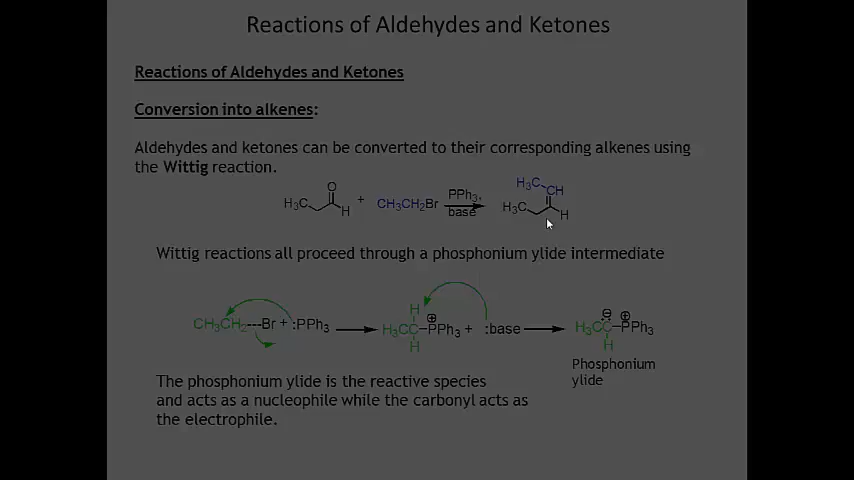 Reactions of Aldehydes and Ketones
Reactions of Aldehydes and Ketones
Conversion into alkenes:
Aldehydes and ketones can be converted to their corresponding alkenes using
the Wittig reaction.
H₃C O H + CH₃CH₂Br PPh₃, base H₃C CH H₃C H
Wittig reactions all proceed through a phosphonium ylide intermediate
CH₃CH₂---Br + :PPh₃ H₃CC H H ⊕ PPh₃ + :base H₃CC ⊖ ⊕ PPh₃ H
Phosphonium
ylide
The phosphonium ylide is the reactive species
and acts as a nucleophile while the carbonyl acts as
the electrophile.